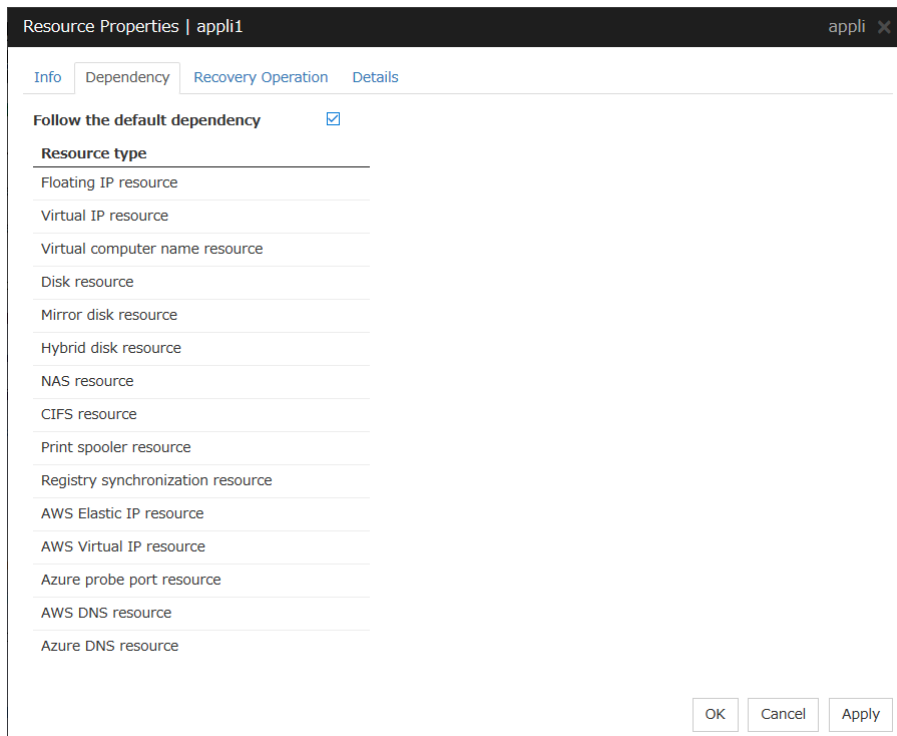 Resource Properties | appli1 appli ×
Info Dependency Recovery Operation Details
Follow the default dependency
Resource type
Floating IP resource
Virtual IP resource
Virtual computer name resource
Disk resource
Mirror disk resource
Hybrid disk resource
NAS resource
CIFS resource
Print spooler resource
Registry synchronization resource
AWS Elastic IP resource
AWS Virtual IP resource
Azure probe port resource
AWS DNS resource
Azure DNS resource
OK Cancel Apply